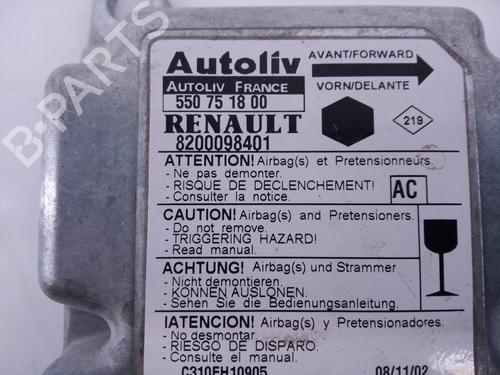 Autoliv
AVANT/FORWARD
AUTOLIV FRANCE
550 75 18 00
VORN/DELANTE
RENAULT
8200098401
219
ATTENTION! Airbag(s) et Pretensionneurs.
- Ne pas demonter.
- RISQUE DE DECLENCHEMENT!
- Consulter la notice.
AC
CAUTION! Airbag(s) and Pretensioners.
- Do not remove.
- TRIGGERING HAZARD!
- Read manual.
ACHTUNG! Airbag(s) und Strammer
- Nicht demontieren.
- KONNEN AUSLONEN.
- Sehen Sie die Bedienungsanleitung.
!ATENCION! Airbag(s) y Pretensionadores.
- No desmontar.
- RIESGO DE DISPARO.
- Consulte el manual.
C310EH10905
08/11/02
B-PARTS